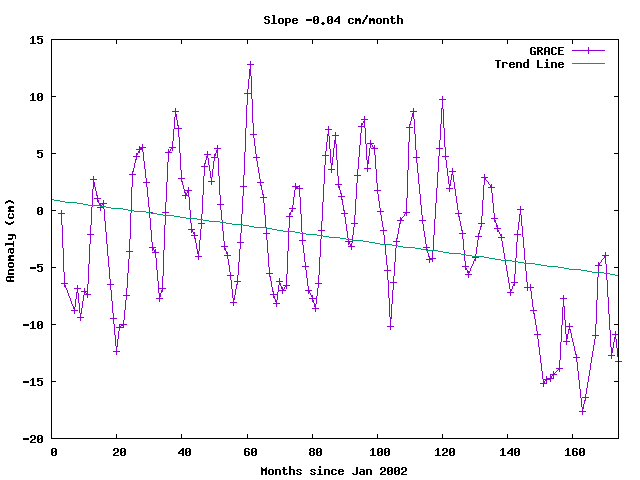 Slope -0.04 cm/month
GRACE
Trend Line
15
10
5
0
-5
-10
-15
-20
Anomaly (cm)
0 20 40 60 80 100 120 140 160
Months since Jan 2002